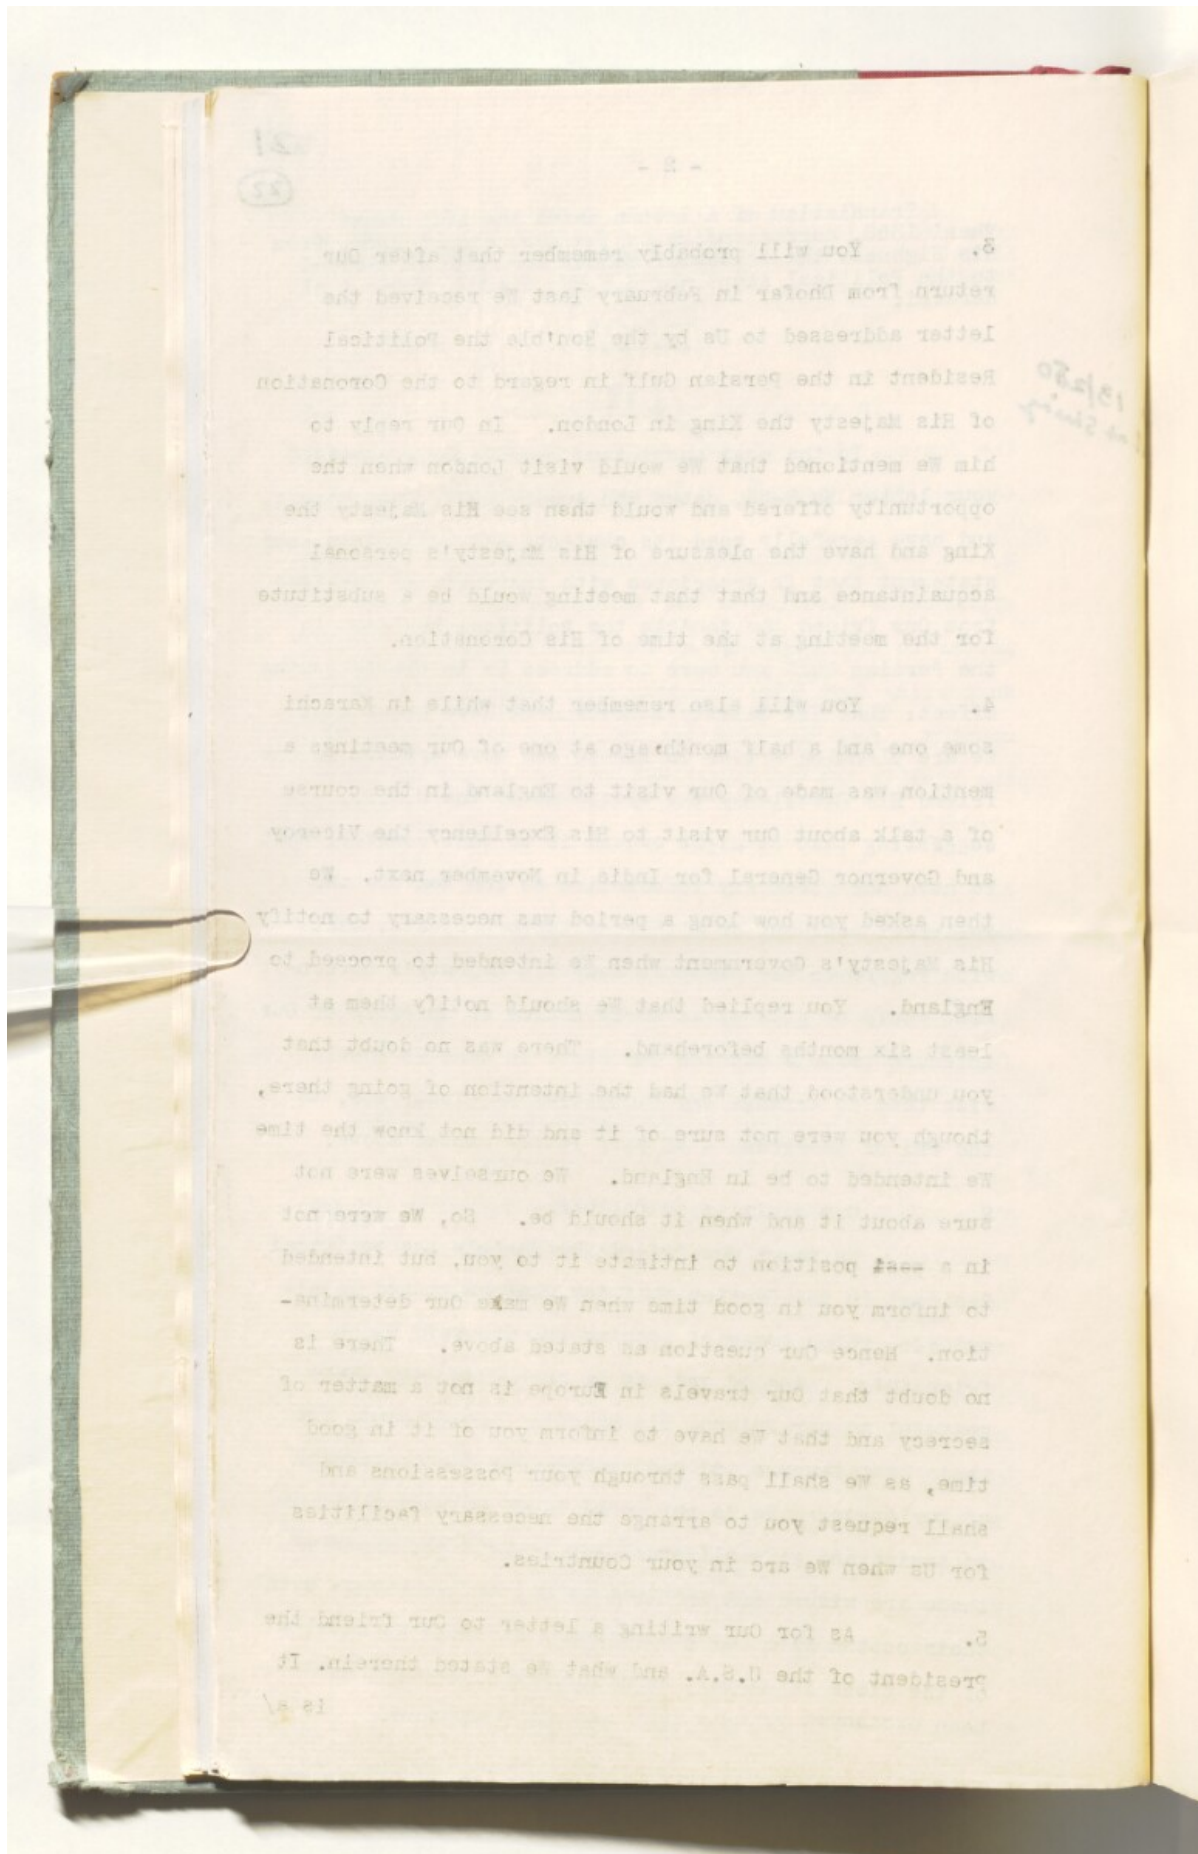 21
22
- 2 -
3. You will probably remember that after Our
return from Dhofar in February last We received the
letter addressed to Us by the Hon'ble the Political
Resident in the Persian Gulf in regard to the Coronation
of His Majesty the King in London. In Our reply to
him We mentioned that We would visit London when the
opportunity offered and would then see His Majesty the
King and have the pleasure of His Majesty's personal
acquaintance and that that meeting would be a substitute
for the meeting at the time of His Coronation.
13/280
4. You will also remember that while in Karachi
some one and a half month ago at one of Our meetings a
mention was made of Our visit to England in the course
of a talk about Our visit to His Excellency the Viceroy
and Governor General for India in November next. We
then asked you how long a period was necessary to notify
His Majesty's Government when We intended to proceed to
England. You replied that We should notify them at
least six months beforehand. There was no doubt that
you understood that We had the intention of going there,
though you were not sure of it and did not know the time
We intended to be in England. We ourselves were not
sure about it and when it should be. So, We were not
in a position to intimate it to you, but intended
to inform you in good time when We make Our determina-
tion. Hence Our question as stated above. There is
no doubt that Our travels in Europe is not a matter of
secrecy and that We have to inform you of it in good
time, as We shall pass through your Possessions and
shall request you to arrange the necessary facilities
for Us when We are in your Countries.
5. As for Our writing a letter to Our friend the
President of the U.S.A. and what We stated therein. It
is a/